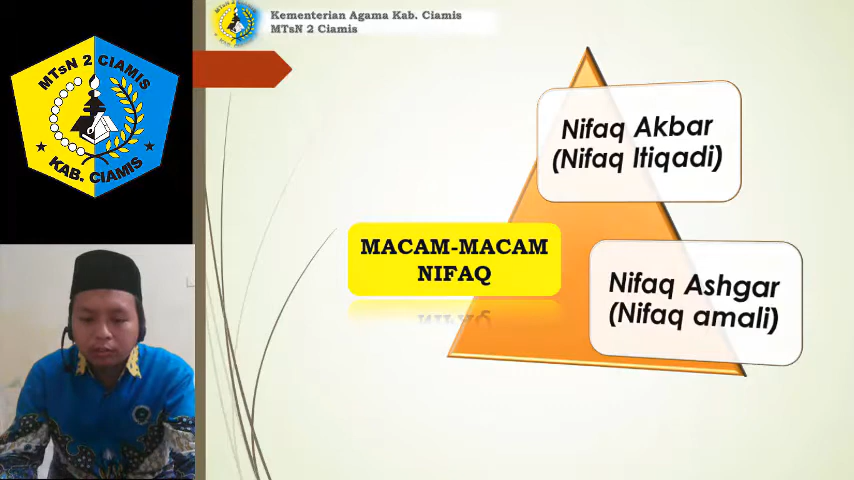 MTsN 2 CIAMIS
KAB. CIAMIS
Kementerian Agama Kab. Ciamis
MTsN 2 Ciamis
Nifaq Akbar
(Nifaq Itiqadi)
MACAM-MACAM
NIFAQ
Nifaq Ashgar
(Nifaq amali)